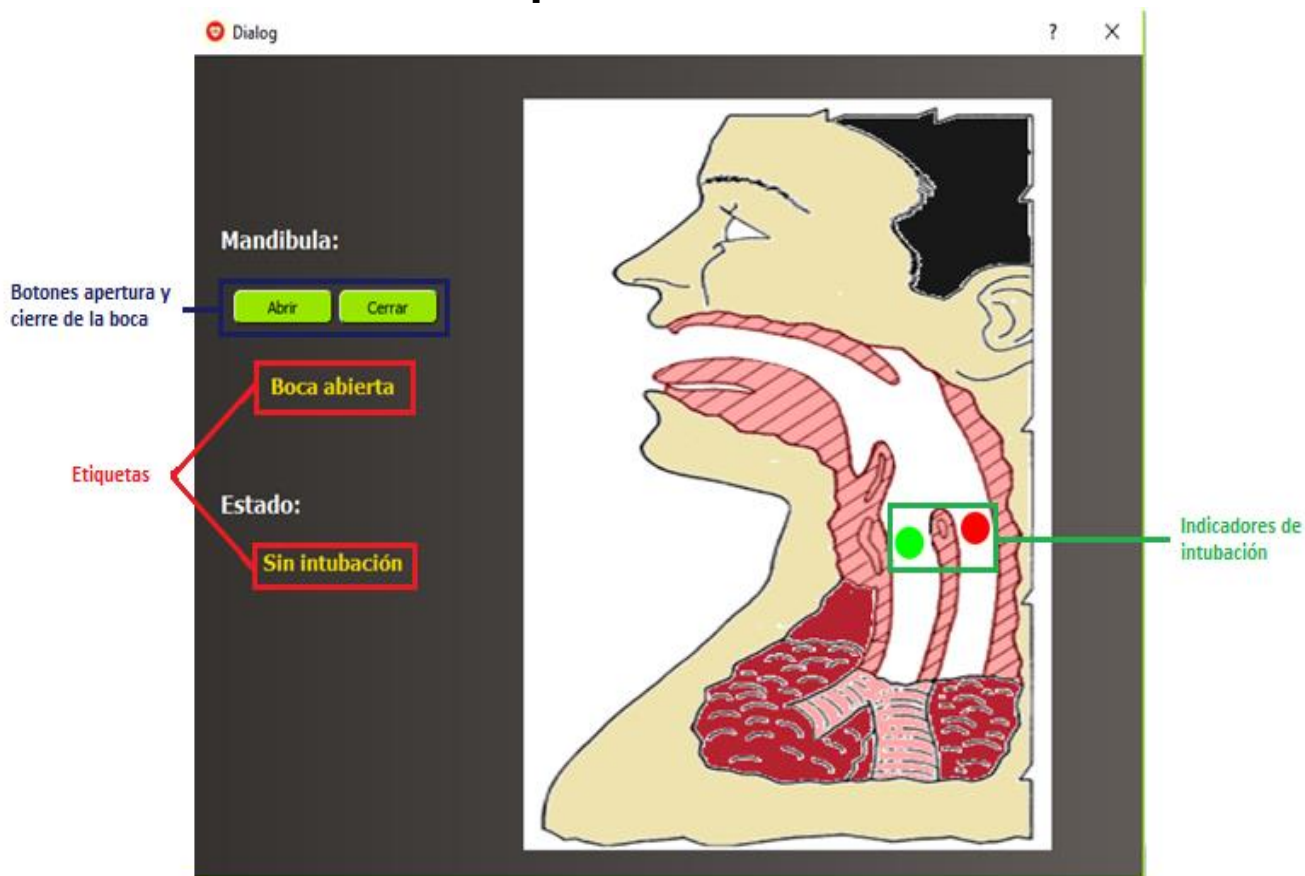 Dialog
?
Mandibula:
Botones apertura y
cierre de la boca
Abrir
Cerrar
Boca abierta
Etiquetas
Estado:
Sin intubación
Indicadores de
intubación